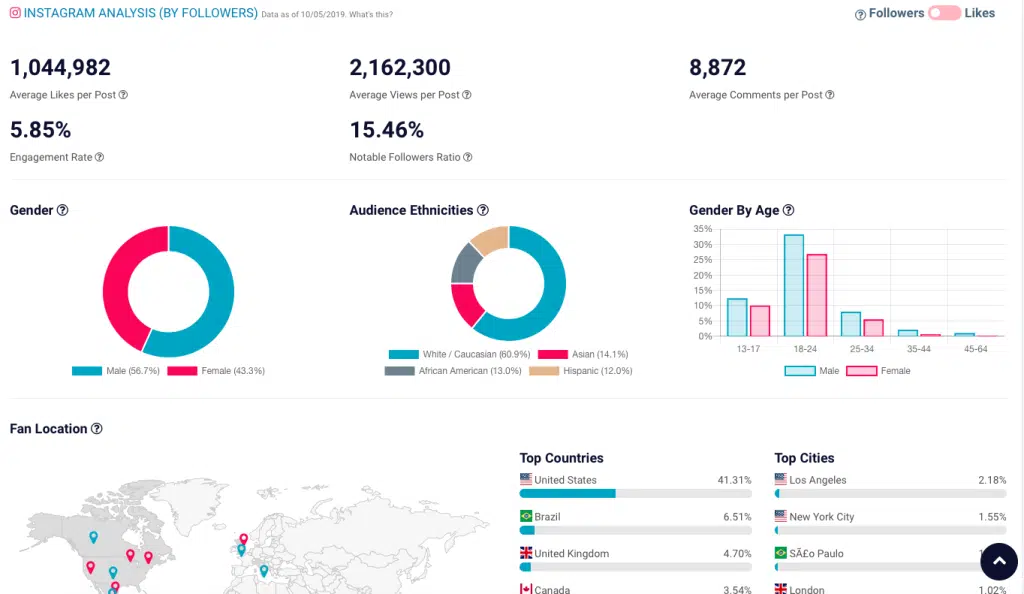 INSTAGRAM ANALYSIS (BY FOLLOWERS) Data as of 10/05/2019. What's this?
Followers Likes
1,044,982 2,162,300 8,872
Average Likes per Post Average Views per Post Average Comments per Post
5.85% 15.46%
Engagement Rate Notable Followers Ratio
Gender
Male (56.7%) Female (43.3%)
Audience Ethnicities
White / Caucasian (60.9%) Asian (14.1%)
African American (13.0%) Hispanic (12.0%)
Gender By Age
35%
30%
25%
20%
15%
10%
5%
0%
13-17 18-24 25-34 35-44 45-64
Male Female
Fan Location
Top Countries
United States 41.31%
Brazil 6.51%
United Kingdom 4.70%
Canada 3.54%
Top Cities
Los Angeles 2.18%
New York City 1.55%
SÃ£o Paulo
London 1.02%